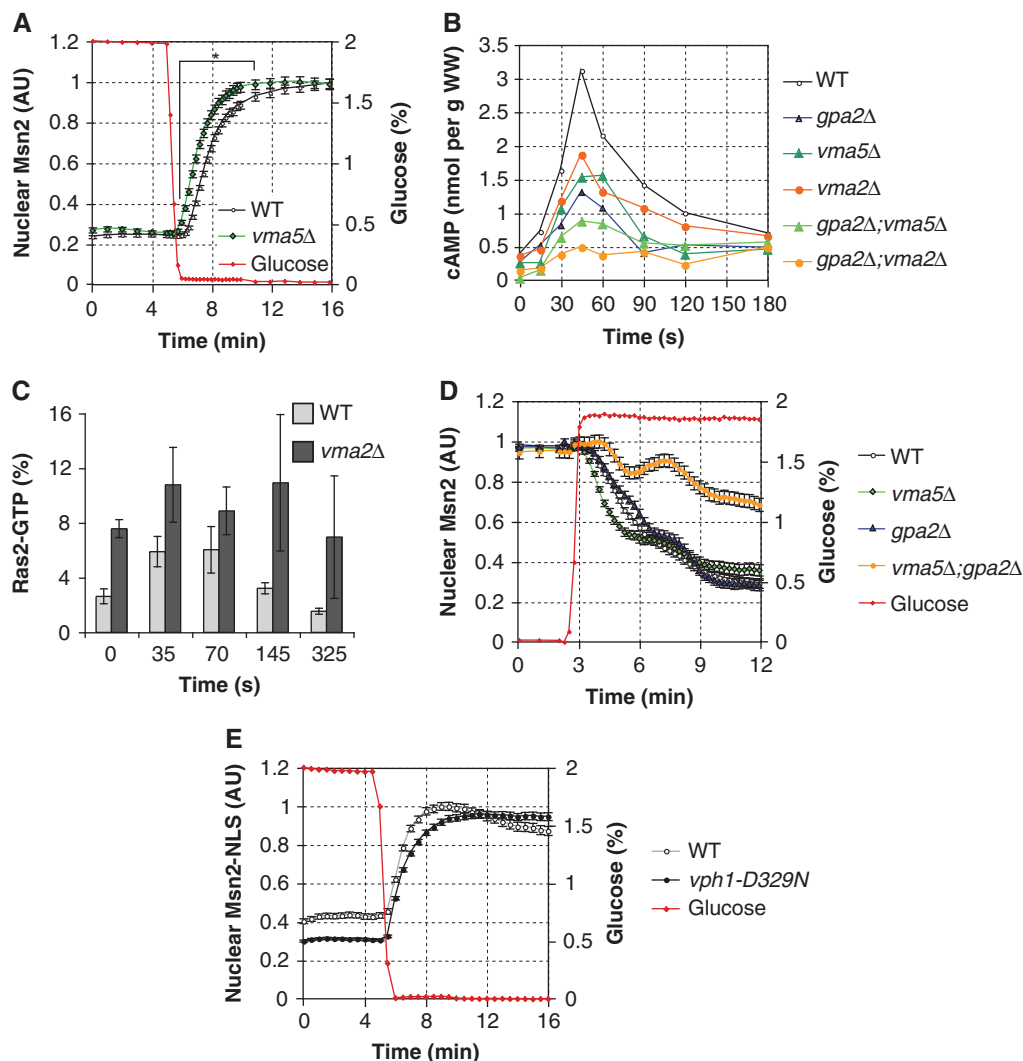 A
Nuclear Msn2 (AU)
1.2
1
0.8
0.6
0.4
0.2
0
*
WT
vma5Δ
Glucose
2
1.5
1
0.5
0
Glucose (%)
0 4 8 12 16
Time (min)
B
cAMP (nmol per g WW)
3.5
3
2.5
2
1.5
1
0.5
0
0 15 30 45 60 90 120 180
Time (s)
WT
gpa2Δ
vma5Δ
vma2Δ
gpa2Δ;vma5Δ
gpa2Δ;vma2Δ
C
Ras2-GTP (%)
16
12
8
4
0
WT
vma2Δ
0 35 70 145 325
Time (s)
D
Nuclear Msn2 (AU)
1.2
1
0.8
0.6
0.4
0.2
0
2
1.5
1
0.5
0
Glucose (%)
0 3 6 9 12
Time (min)
WT
vma5Δ
gpa2Δ
vma5Δ;gpa2Δ
Glucose
E
Nuclear Msn2-NLS (AU)
1.2
1
0.8
0.6
0.4
0.2
0
2
1.5
1
0.5
0
Glucose (%)
0 4 8 12 16
Time (min)
WT
vph1-D329N
Glucose